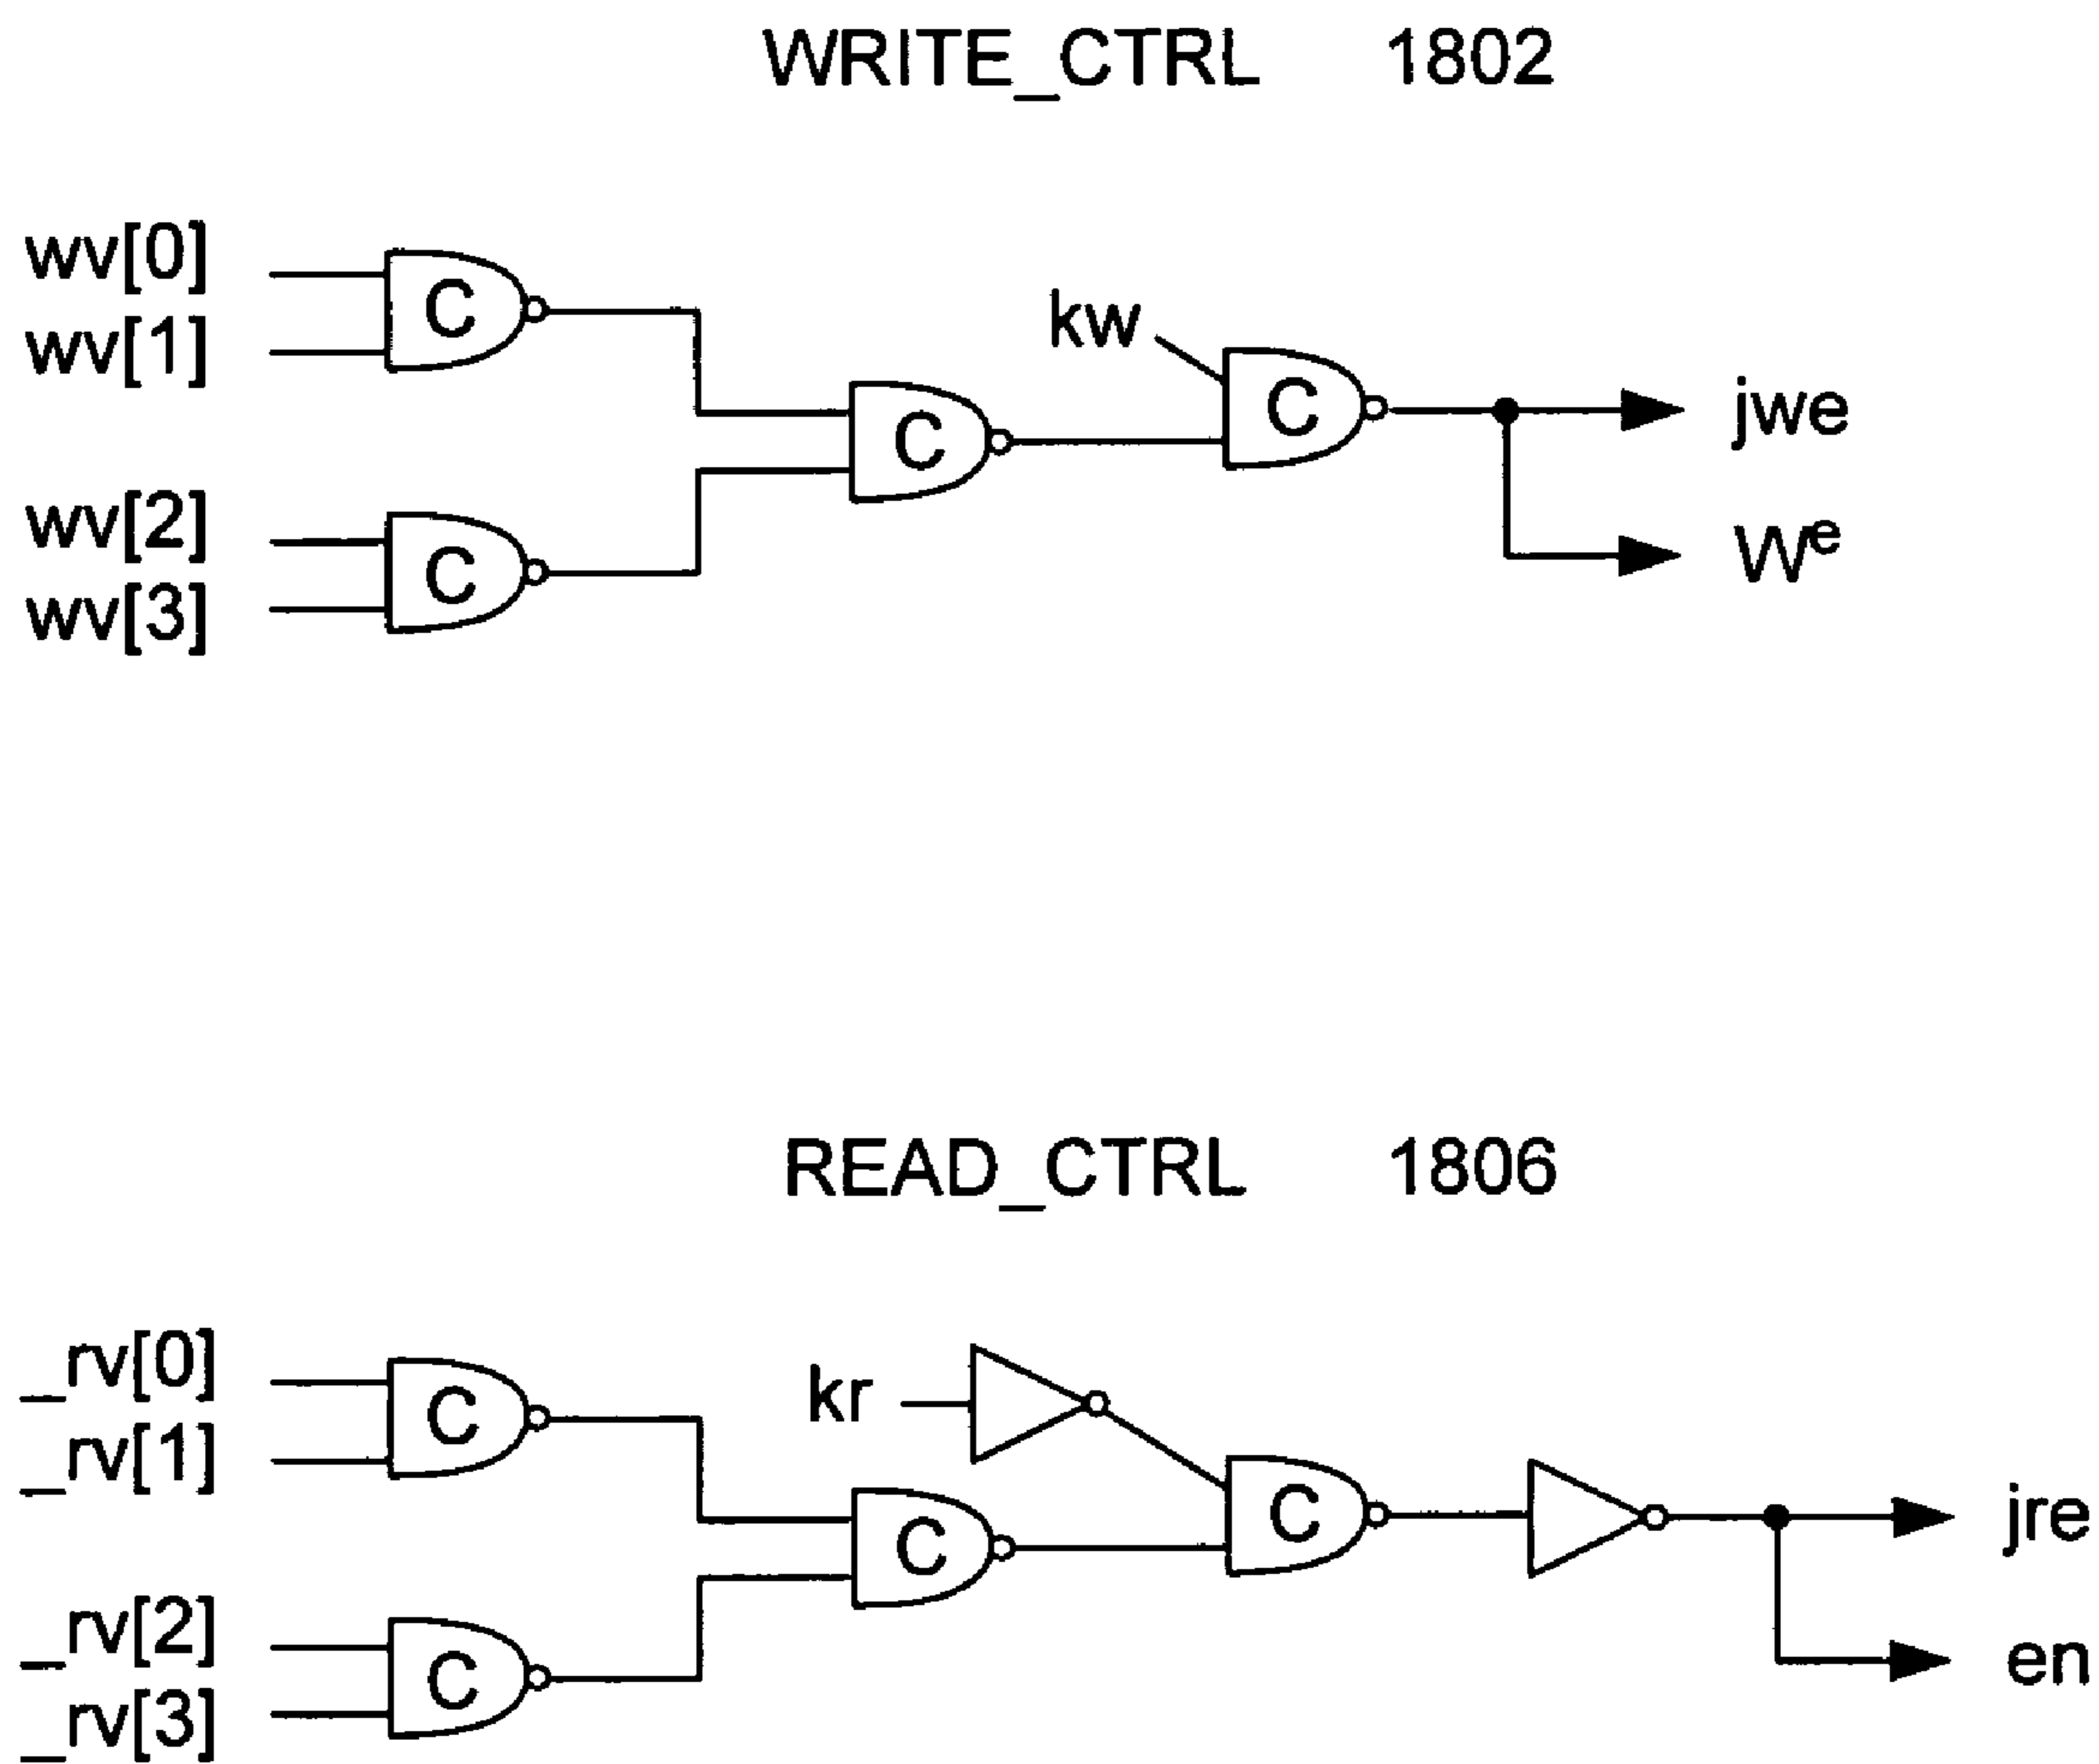 WRITE_CTRL 1802
wv[0]
wv[1]
wv[2]
wv[3]
C
C
C
kw
C
jwe
Wᵉ
READ_CTRL 1806
_rv[0]
_rv[1]
_rv[2]
_rv[3]
C
C
C
kr
C
jre
en